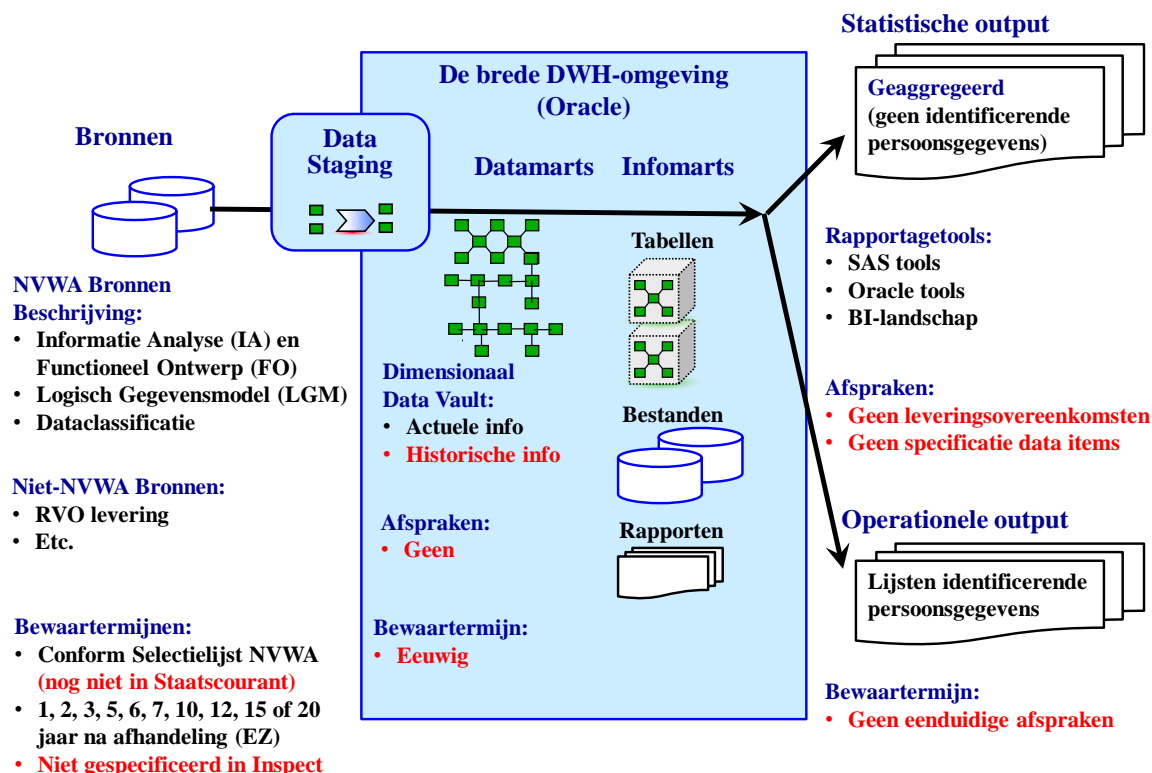 Bronnen
NVWA Bronnen
Beschrijving:
• Informatie Analyse (IA) en
Functioneel Ontwerp (FO)
• Logisch Gegevensmodel (LGM)
• Dataclassificatie
Niet-NVWA Bronnen:
• RVO levering
• Etc.
Bewaartermijnen:
• Conform Selectielijst NVWA
(nog niet in Staatscourant)
• 1, 2, 3, 5, 6, 7, 10, 12, 15 of 20
jaar na afhandeling (EZ)
• Niet gespecificeerd in Inspect
Data
Staging
De brede DWH-omgeving
(Oracle)
Datamarts
Dimensionaal
Data Vault:
• Actuele info
• Historische info
Afspraken:
• Geen
Bewaartermijn:
• Eeuwig
Infomarts
Tabellen
Bestanden
Rapporten
Statistische output
Geaggregeerd
(geen identificerende
persoonsgegevens)
Rapportagetools:
• SAS tools
• Oracle tools
• BI-landschap
Afspraken:
• Geen leveringsovereenkomsten
• Geen specificatie data items
Operationele output
Lijsten identificerende
persoonsgegevens
Bewaartermijn:
• Geen eenduidige afspraken